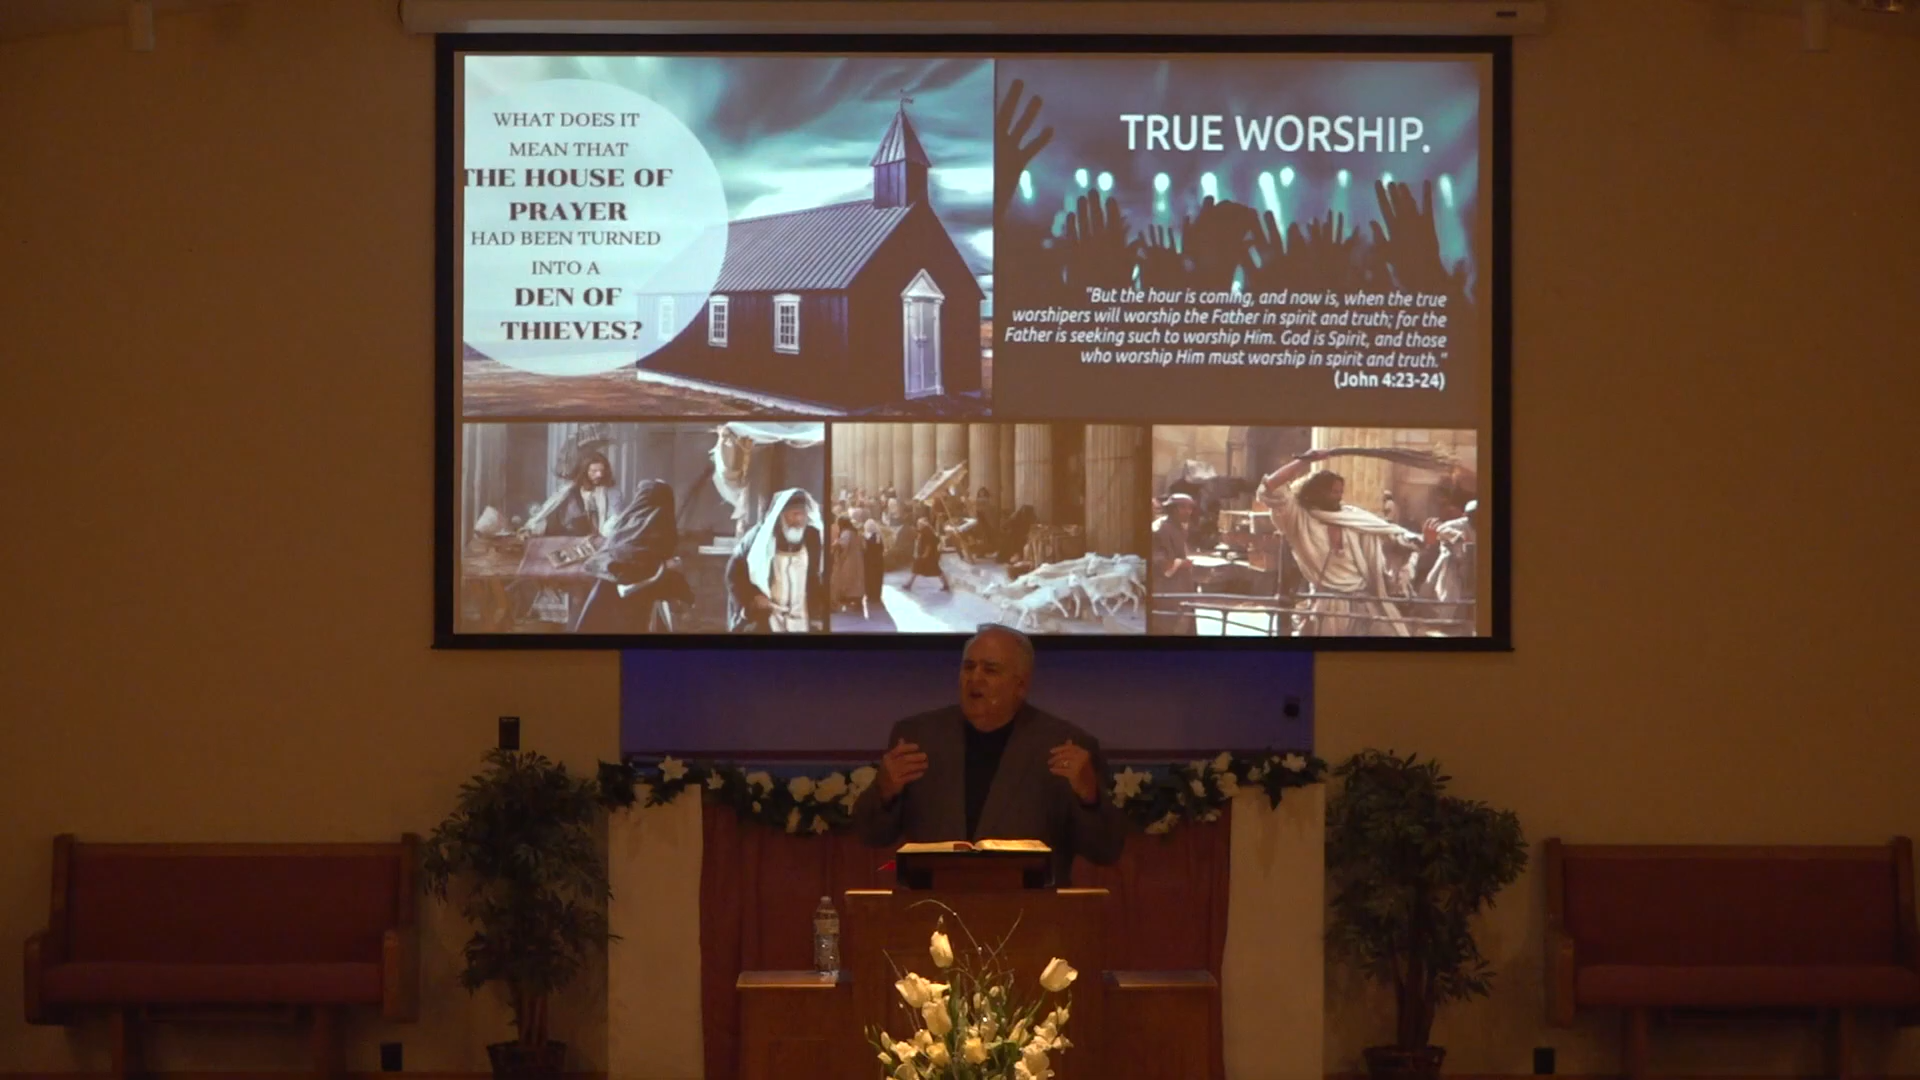 WHAT DOES IT
MEAN THAT
THE HOUSE OF
PRAYER
HAD BEEN TURNED
INTO A
DEN OF
THIEVES?
TRUE WORSHIP.
"But the hour is coming, and now is, when the true
worshipers will worship the Father in spirit and truth; for the
Father is seeking such to worship Him. God is Spirit, and those
who worship Him must worship in spirit and truth."
(John 4:23-24)